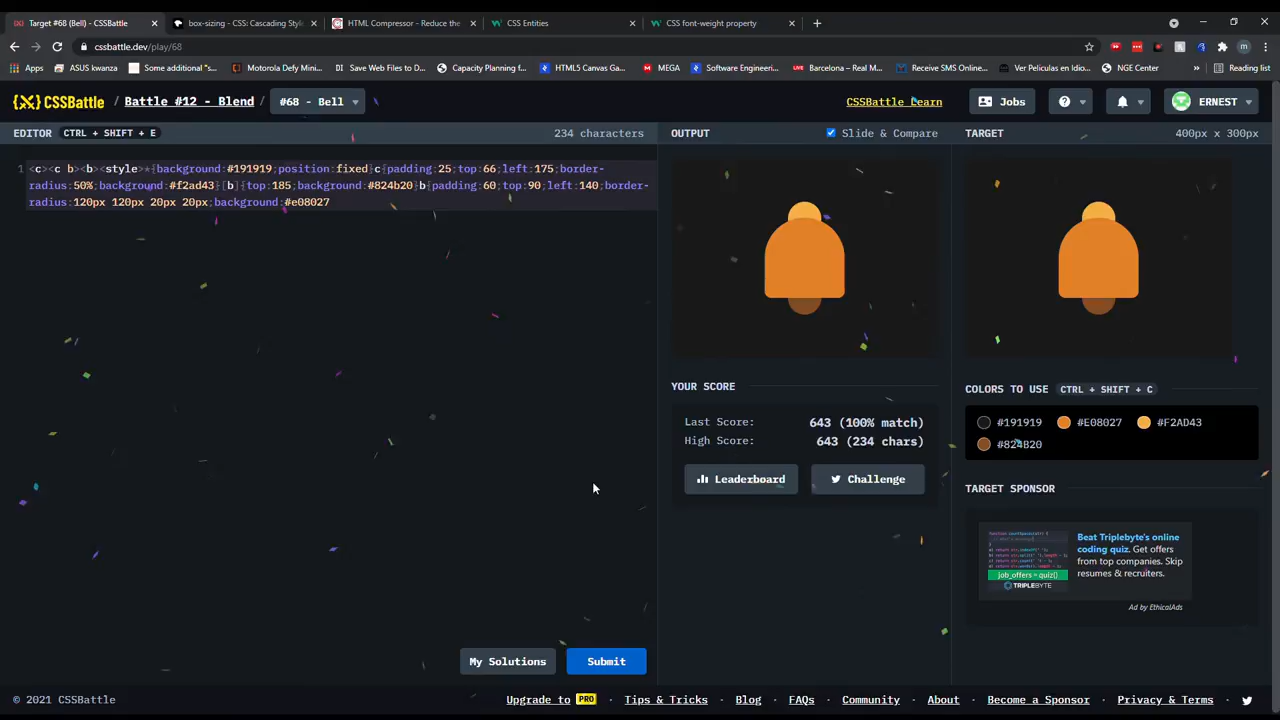 Target #68 (Bell) - CSSBattle
box-sizing - CSS: Cascading Style
HTML Compressor - Reduce the
CSS Entities
CSS font-weight property
cssbattle.dev/play/68
Apps ASUS kwanza Some additional "s... Motorola Defy Mini... Save Web Files to D... Capacity Planning f... HTML5 Canvas Ga... MEGA Software Engineeri... Barcelona – Real M... Receive SMS Online... Ver Peliculas en Idio... NGE Center » Reading list
CSSBattle / Battle #12 - Blend / #68 - Bell
CSSBattle Learn Jobs ERNEST
EDITOR CTRL + SHIFT + E 234 characters
OUTPUT Slide & Compare
TARGET 400px x 300px
1 <c><c b><b><style>*{background:#191919;position:fixed}c{padding:25;top:66;left:175;border-
radius:50%;background:#f2ad43}[b]{top:185;background:#824b20}b{padding:60;top:90;left:140;border-
radius:120px 120px 20px 20px;background:#e08027
YOUR SCORE
Last Score: 643 (100% match)
High Score: 643 (234 chars)
Leaderboard Challenge
COLORS TO USE CTRL + SHIFT + C
#191919 #E08027 #F2AD43
#824B20
TARGET SPONSOR
job_offers = quiz()
TRIPLEBYTE
Beat Triplebyte's online
coding quiz. Get offers
from top companies. Skip
resumes & recruiters.
Ad by EthicalAds
My Solutions Submit
© 2021 CSSBattle
Upgrade to PRO · Tips & Tricks · Blog · FAQs · Community · About · Become a Sponsor · Privacy & Terms ·